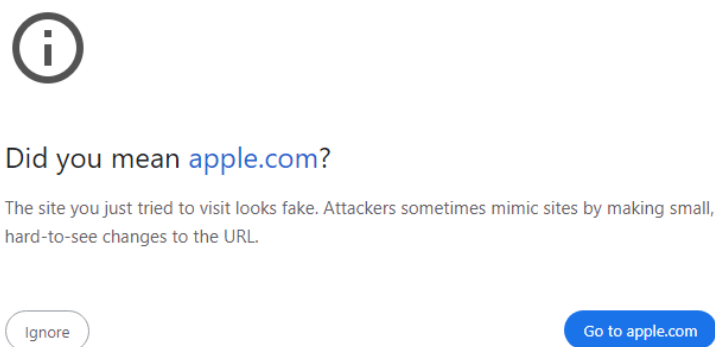 Did you mean apple.com?
The site you just tried to visit looks fake. Attackers sometimes mimic sites by making small,
hard-to-see changes to the URL.
Ignore
Go to apple.com